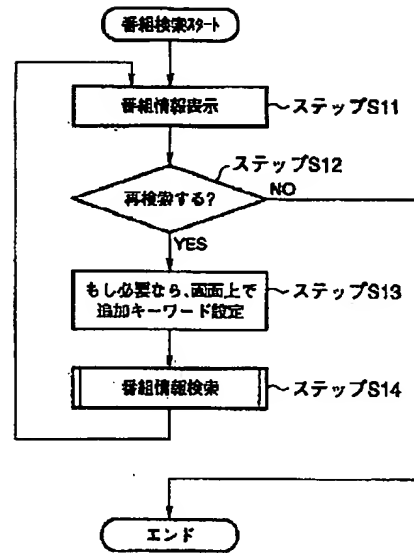 番組検索スタート
番組情報表示
ステップS11
ステップS12
再検索する?
NO
YES
もし必要なら、画面上で
追加キーワード設定
ステップS13
番組情報検索
ステップS14
エンド